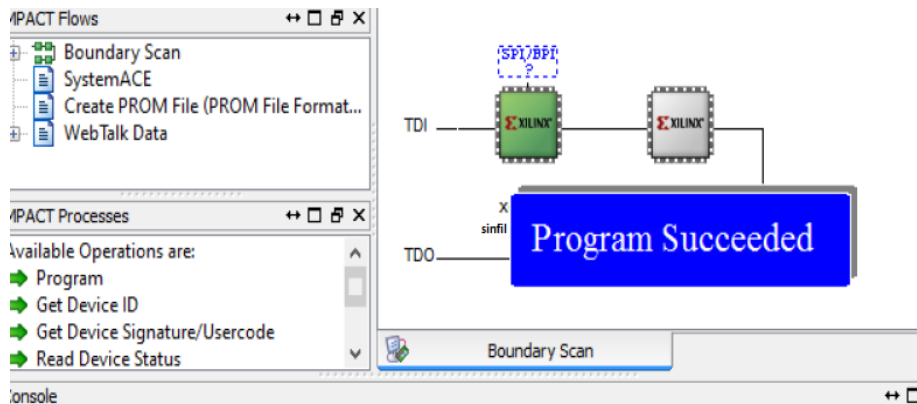 MPACT Flows
Boundary Scan
SystemACE
Create PROM File (PROM File Format...
WebTalk Data
MPACT Processes
Available Operations are:
Program
Get Device ID
Get Device Signature/Usercode
Read Device Status
SPI/BPI
?
TDI
XILINX
XILINX
X
sinfil
TDO
Program Succeeded
Boundary Scan
Console